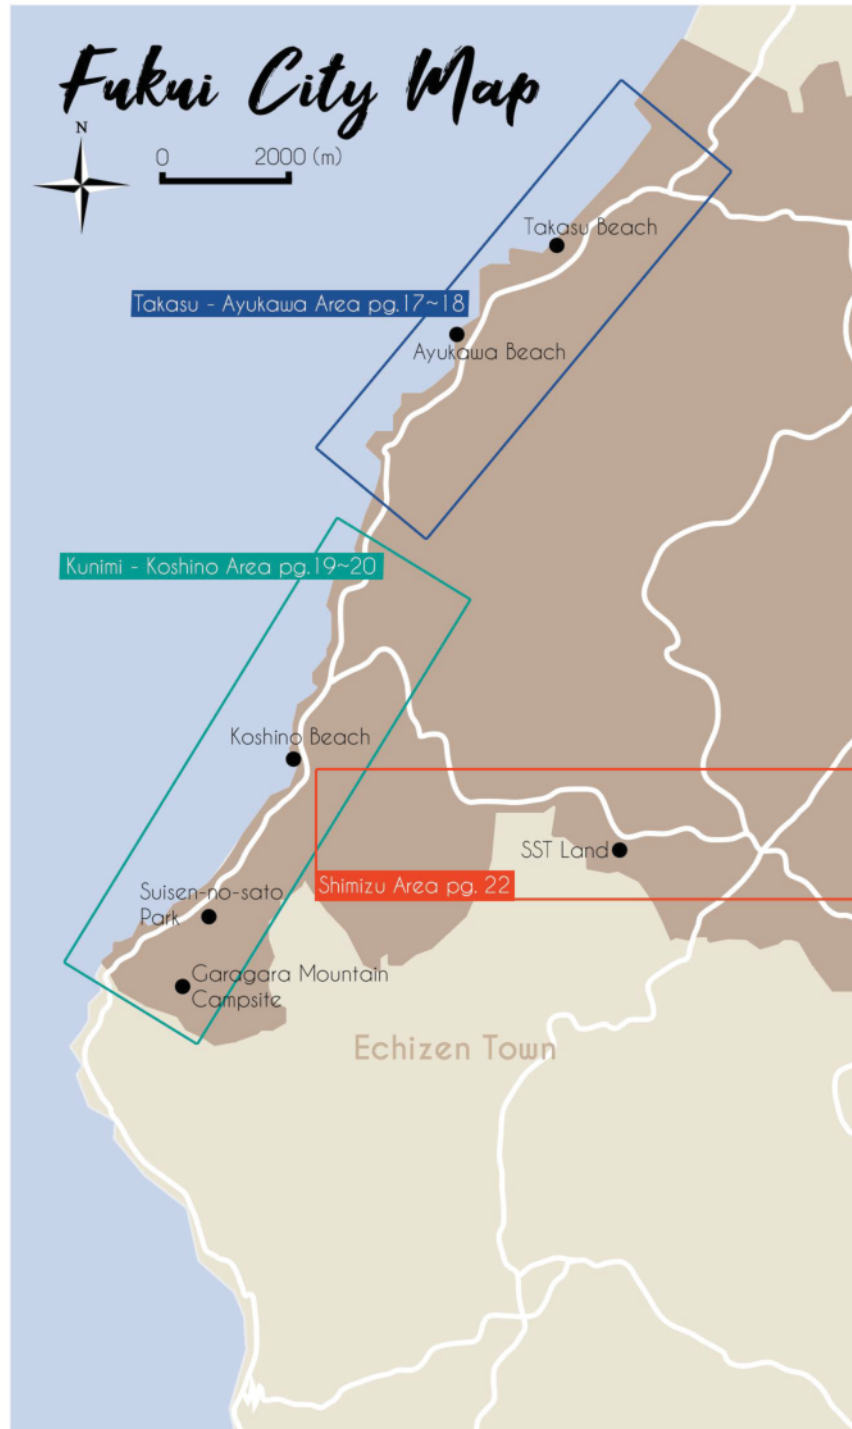 Fukui City Map
N
0 2000 (m)
Takasu Beach
Takasu - Ayukawa Area pg.17~18
Ayukawa Beach
Kunimi - Koshino Area pg.19~20
Koshino Beach
SST Land
Shimizu Area pg. 22
Suisen-no-sato
Park
Garagara Mountain
Campsite
Echizen Town